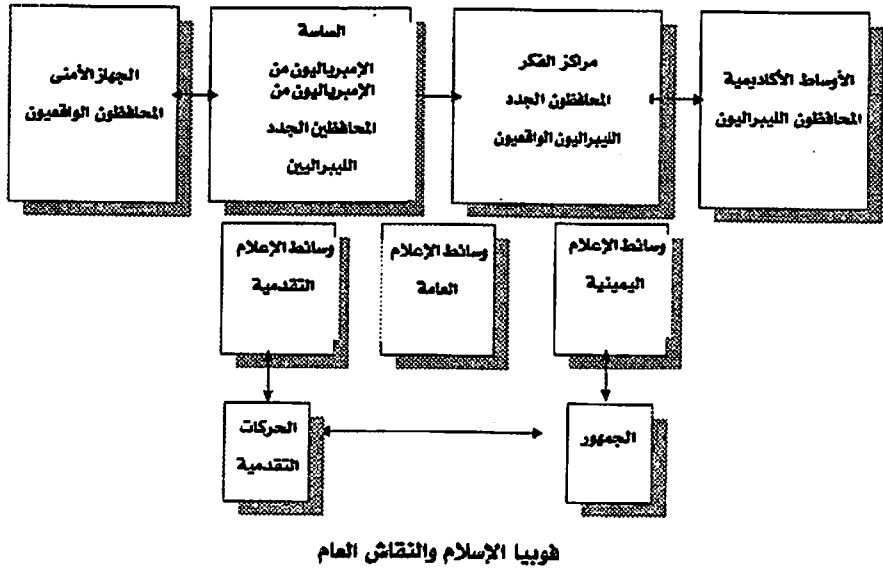 الجهاز الأمنى
المحافظون الواقعيون
الساسة
الإمبرياليون من
الإمبرياليون من
المحافظين الجدد
الليبراليين
مراكز الفكر
المحافظون الجدد
الليبراليون الواقعيون
الأوساط الأكاديمية
المحافظون الليبراليون
وسائط الإعلام
التقدمية
وسائط الإعلام
العامة
وسائط الإعلام
اليمينية
الحركات
التقدمية
الجمهور
فوبيا الإسلام والنقاش العام